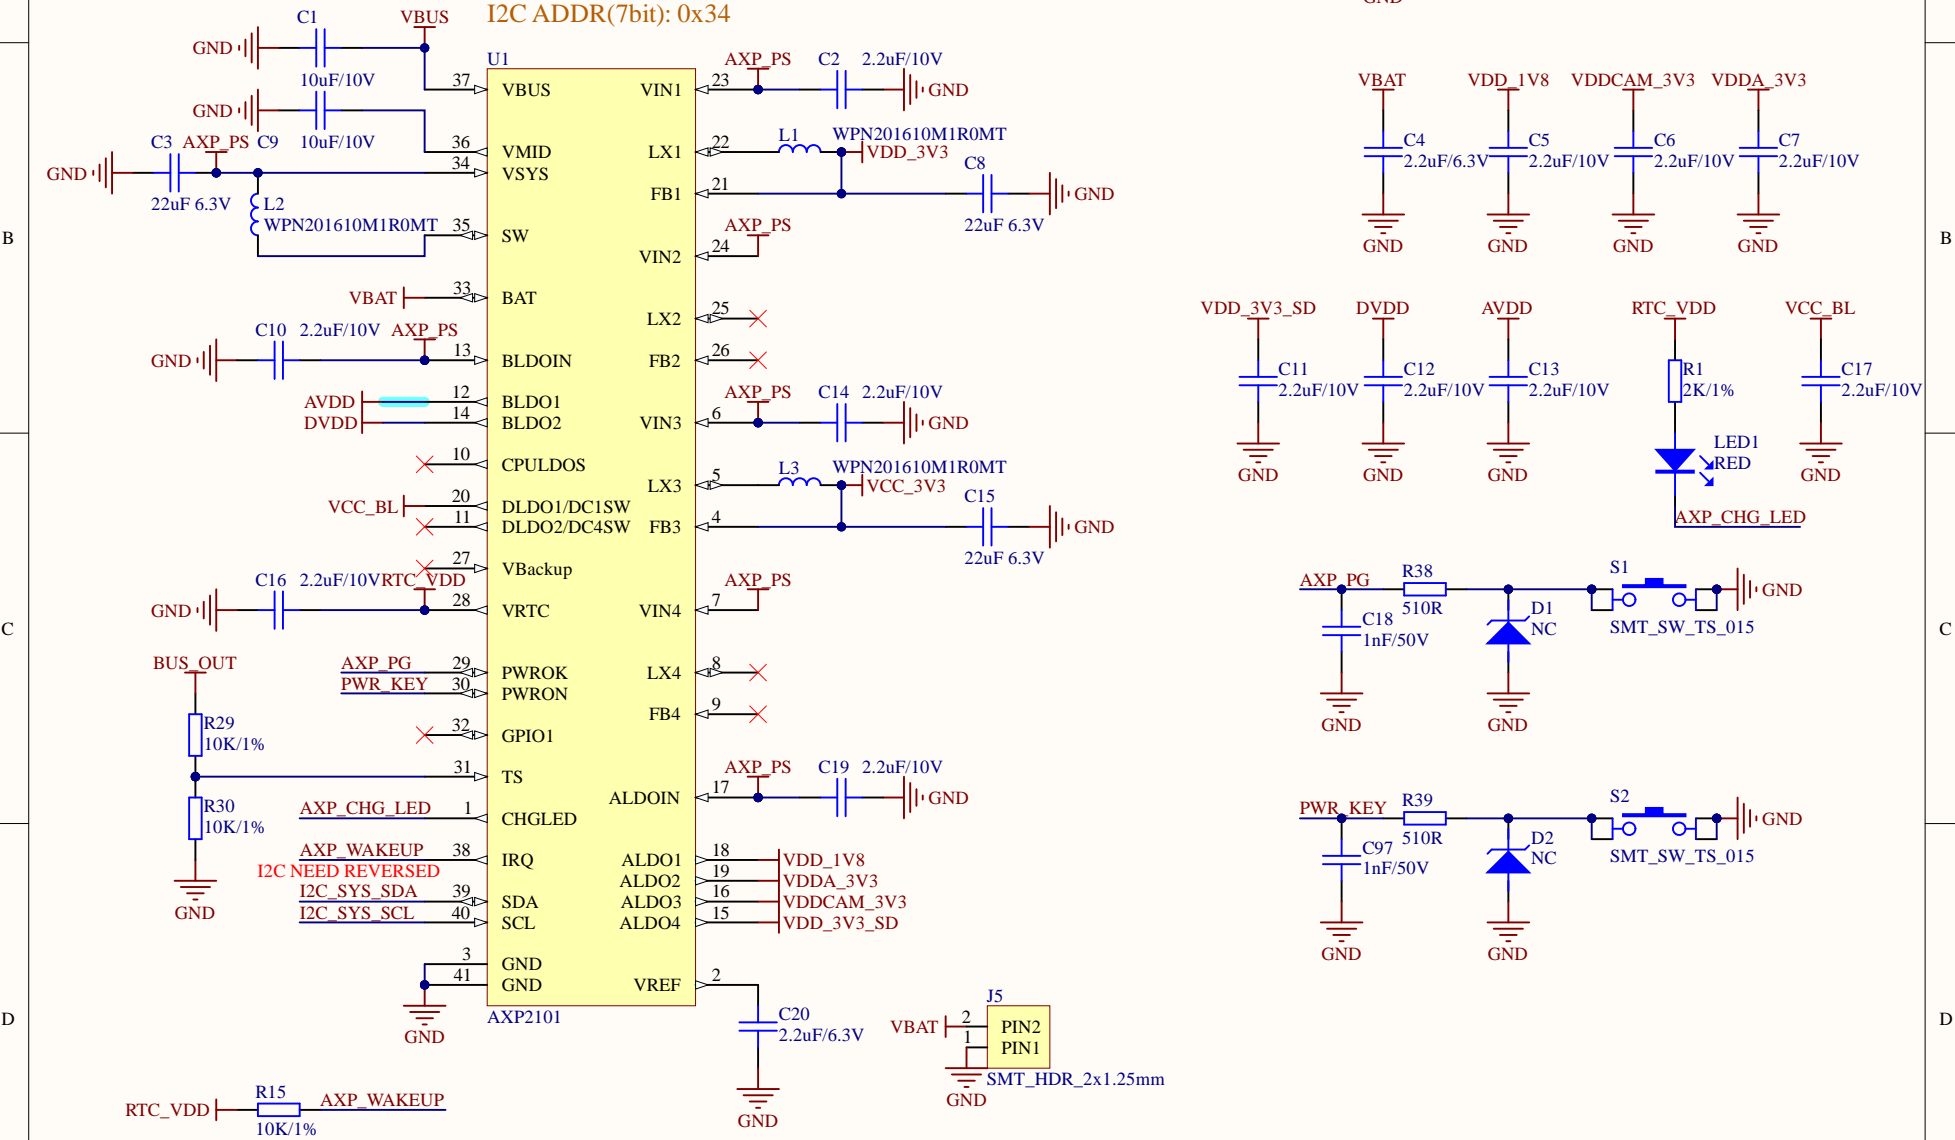 I2C ADDR(7bit): 0x34
GND
C1
VBUS
GND
10uF/10V
GND
10uF/10V
C3
AXP_PS
C9
GND
22uF 6.3V
L2
WPN201610M1R0MT
VBAT
C10
2.2uF/10V
AXP_PS
GND
AVDD
DVDD
VCC_BL
C16
2.2uF/10V
RTC_VDD
GND
BUS_OUT
AXP_PG
PWR_KEY
R29
10K/1%
R30
10K/1%
AXP_CHG_LED
AXP_WAKEUP
I2C NEED REVERSED
I2C_SYS_SDA
I2C_SYS_SCL
GND
GND
R15
RTC_VDD
AXP_WAKEUP
10K/1%
U1
37 VBUS
36 VMID
34 VSYS
35 SW
33 BAT
13 BLDOIN
12 BLDO1
14 BLDO2
10 CPULDOS
20 DLDO1/DC1SW
11 DLDO2/DC4SW
27 VBackup
28 VRTC
29 PWROK
30 PWRON
32 GPIO1
31 TS
1 CHGLED
38 IRQ
39 SDA
40 SCL
3 GND
41 GND
AXP2101
VIN1 23
LX1 22
FB1 21
VIN2 24
LX2 25
FB2 26
VIN3 6
LX3 5
FB3 4
VIN4 7
LX4 8
FB4 9
ALDOIN 17
ALDO1 18
ALDO2 19
ALDO3 16
ALDO4 15
VREF 2
AXP_PS
C2
2.2uF/10V
GND
L1
WPN201610M1R0MT
VDD_3V3
C8
GND
22uF 6.3V
AXP_PS
AXP_PS
C14
2.2uF/10V
GND
L3
WPN201610M1R0MT
VCC_3V3
C15
GND
22uF 6.3V
AXP_PS
AXP_PS
C19
2.2uF/10V
GND
VDD_1V8
VDDA_3V3
VDDCAM_3V3
VDD_3V3_SD
C20
2.2uF/6.3V
GND
J5
VBAT
2 PIN2
1 PIN1
SMT_HDR_2x1.25mm
GND
VBAT
VDD_1V8
VDDCAM_3V3
VDDA_3V3
C4
2.2uF/6.3V
C5
2.2uF/10V
C6
2.2uF/10V
C7
2.2uF/10V
GND
GND
GND
GND
VDD_3V3_SD
DVDD
AVDD
RTC_VDD
VCC_BL
C11
2.2uF/10V
C12
2.2uF/10V
C13
2.2uF/10V
R1
2K/1%
C17
2.2uF/10V
GND
GND
GND
LED1
RED
GND
AXP_CHG_LED
AXP_PG
R38
510R
C18
1nF/50V
D1
NC
S1
SMT_SW_TS_015
GND
GND
GND
PWR_KEY
R39
510R
C97
1nF/50V
D2
NC
S2
SMT_SW_TS_015
GND
GND
GND
B
C
D
B
C
D